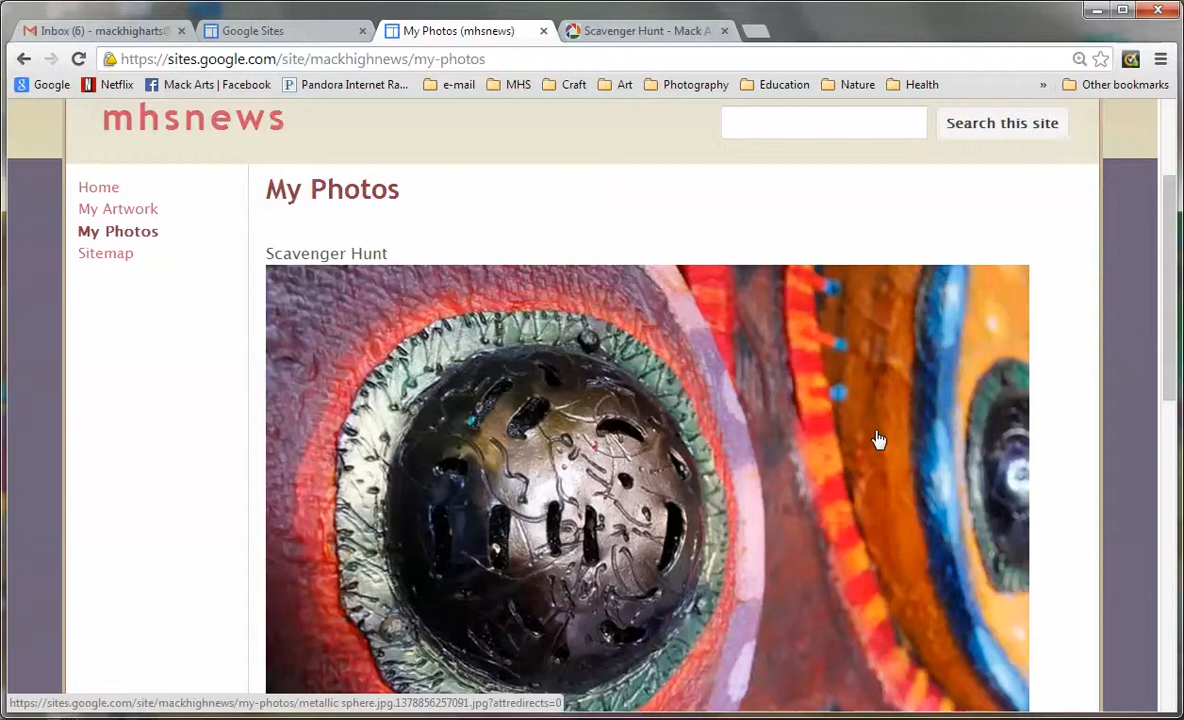 Inbox (6) - mackhigharts@
Google Sites
My Photos (mhsnews)
Scavenger Hunt - Mack A
https://sites.google.com/site/mackhighnews/my-photos
Google
Netflix
Mack Arts | Facebook
Pandora Internet Ra...
e-mail
MHS
Craft
Art
Photography
Education
Nature
Health
»
Other bookmarks
mhsnews
Search this site
Home
My Artwork
My Photos
Sitemap
My Photos
Scavenger Hunt
https://sites.google.com/site/mackhighnews/my-photos/metallic sphere.jpg.1378856257091.jpg?attredirects=0